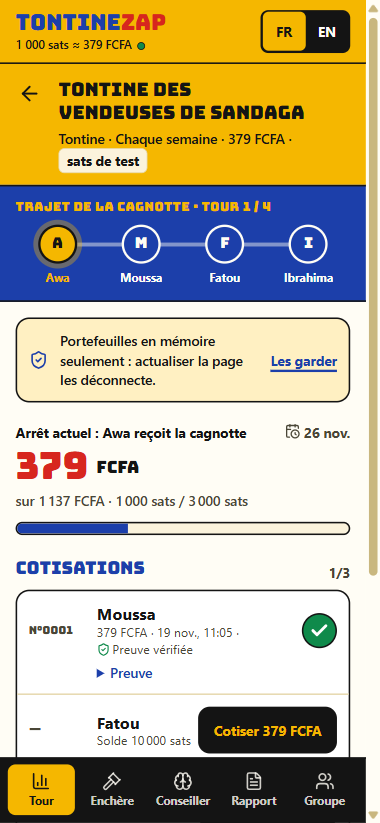 TONTINEZAP
1 000 sats ≈ 379 FCFA
FR
EN
TONTINE DES
VENDEUSES DE SANDAGA
Tontine · Chaque semaine · 379 FCFA ·
sats de test
TRAJET DE LA CAGNOTTE · TOUR 1 / 4
A
M
F
I
Awa
Moussa
Fatou
Ibrahima
Portefeuilles en mémoire
seulement : actualiser la page
les déconnecte.
Les garder
Arrêt actuel : Awa reçoit la cagnotte
26 nov.
379 FCFA
sur 1 137 FCFA · 1 000 sats / 3 000 sats
COTISATIONS
1/3
N°0001
Moussa
379 FCFA · 19 nov., 11:05 ·
Preuve vérifiée
Preuve
—
Fatou
Solde 10 000 sats
Cotiser 379 FCFA
Tour
Enchère
Conseiller
Rapport
Groupe